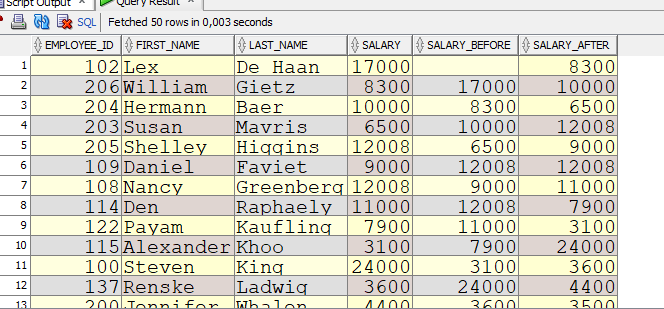 Script Output Query Result
SQL | Fetched 50 rows in 0,003 seconds
EMPLOYEE_ID FIRST_NAME LAST_NAME SALARY SALARY_BEFORE SALARY_AFTER
1 102 Lex De Haan 17000 8300
2 206 William Gietz 8300 17000 10000
3 204 Hermann Baer 10000 8300 6500
4 203 Susan Mavris 6500 10000 12008
5 205 Shelley Higgins 12008 6500 9000
6 109 Daniel Faviet 9000 12008 12008
7 108 Nancy Greenberg 12008 9000 11000
8 114 Den Raphaely 11000 12008 7900
9 122 Payam Kaufling 7900 11000 3100
10 115 Alexander Khoo 3100 7900 24000
11 100 Steven King 24000 3100 3600
12 137 Renske Ladwig 3600 24000 4400
13 200 Jennifer Whalen 4400 3600 3500